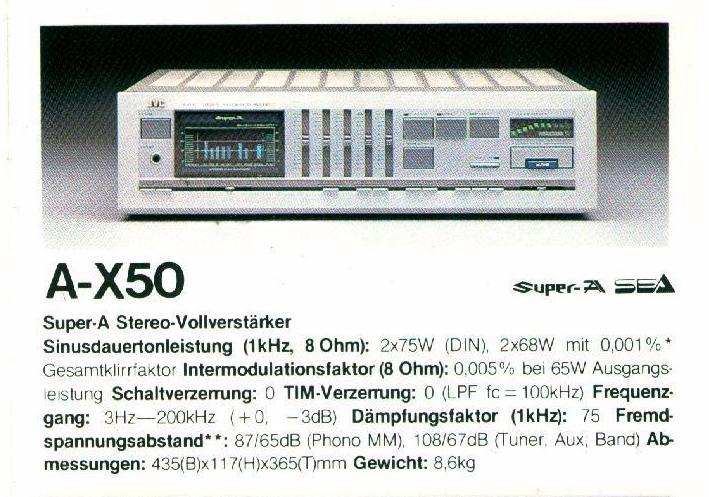 JVC
Super-A
A-X50
Super-A SEA
Super-A Stereo-Vollverstärker
Sinusdauertonleistung (1kHz, 8 Ohm): 2x75W (DIN), 2x68W mit 0,001%*
Gesamtklirrfaktor Intermodulationsfaktor (8 Ohm): 0,005% bei 65W Ausgangs-
leistung Schaltverzerrung: 0 TIM-Verzerrung: 0 (LPF fc = 100kHz) Frequenz-
gang: 3Hz—200kHz (+0, −3dB) Dämpfungsfaktor (1kHz): 75 Fremd-
spannungsabstand**: 87/65dB (Phono MM), 108/67dB (Tuner, Aux, Band) Ab-
messungen: 435(B)x117(H)x365(T)mm Gewicht: 8,6kg